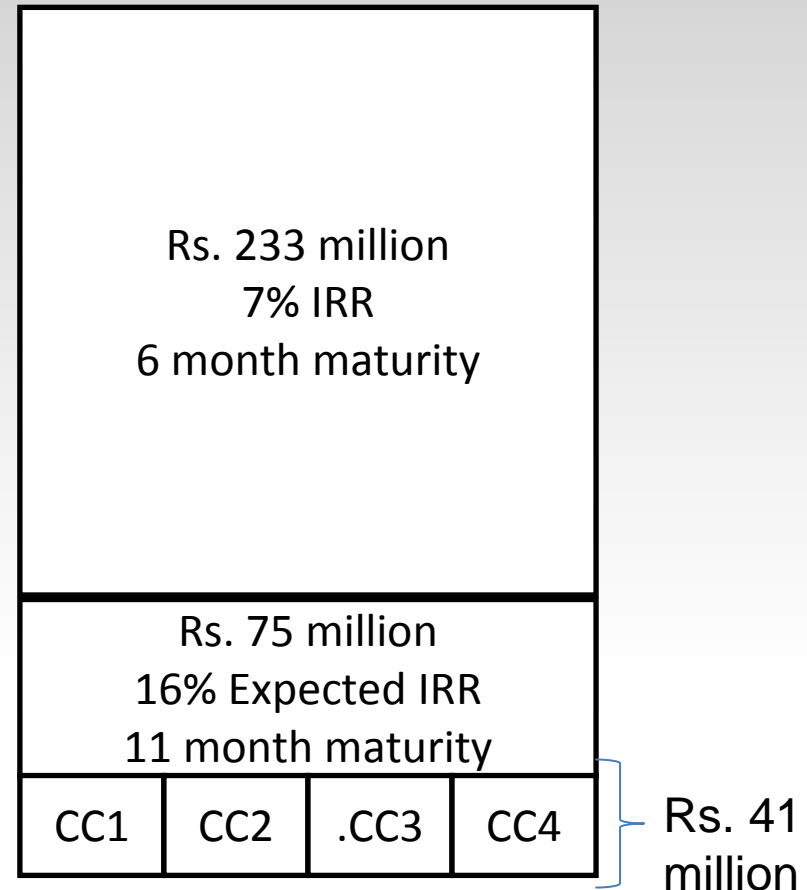 Rs. 233 million
7% IRR
6 month maturity
Rs. 75 million
16% Expected IRR
11 month maturity
CC1 CC2 .CC3 CC4
Rs. 41
million